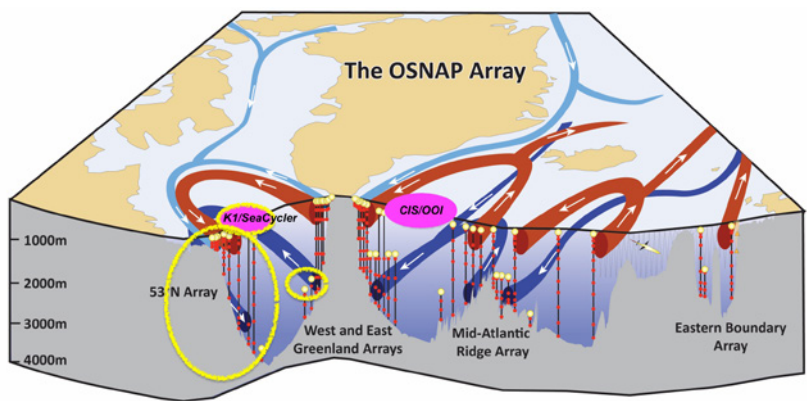 The OSNAP Array
K1/SeaCycler
CIS/OOI
1000m
2000m
3000m
4000m
53°N Array
West and East
Greenland Arrays
Mid-Atlantic
Ridge Array
Eastern Boundary
Array